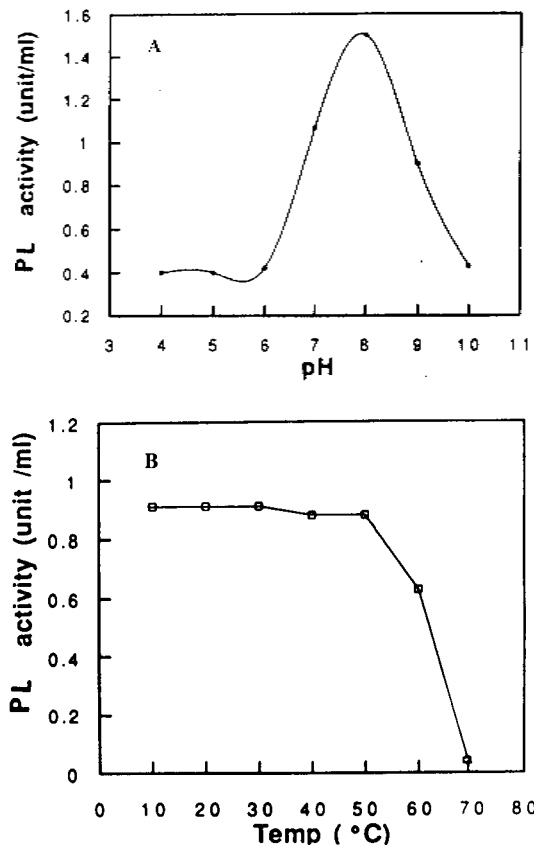 A
PL activity (unit/ml)
1.6
1.4
1.2
1
0.8
0.6
0.4
0.2
3 4 5 6 7 8 9 10 11
pH
B
PL activity (unit /ml)
1.2
1
0.8
0.6
0.4
0.2
0
0 10 20 30 40 50 60 70 80
Temp ( °C)